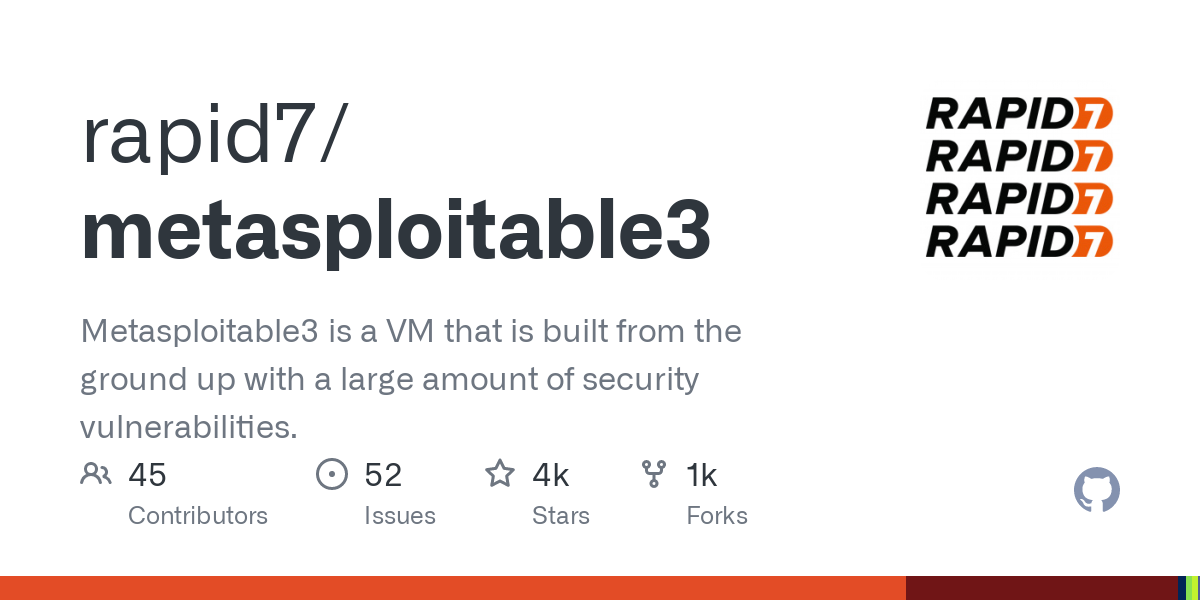 rapid7/
metasploitable3
RAPID7
RAPID7
RAPID7
RAPID7
Metasploitable3 is a VM that is built from the
ground up with a large amount of security
vulnerabilities.
45
Contributors
52
Issues
4k
Stars
1k
Forks